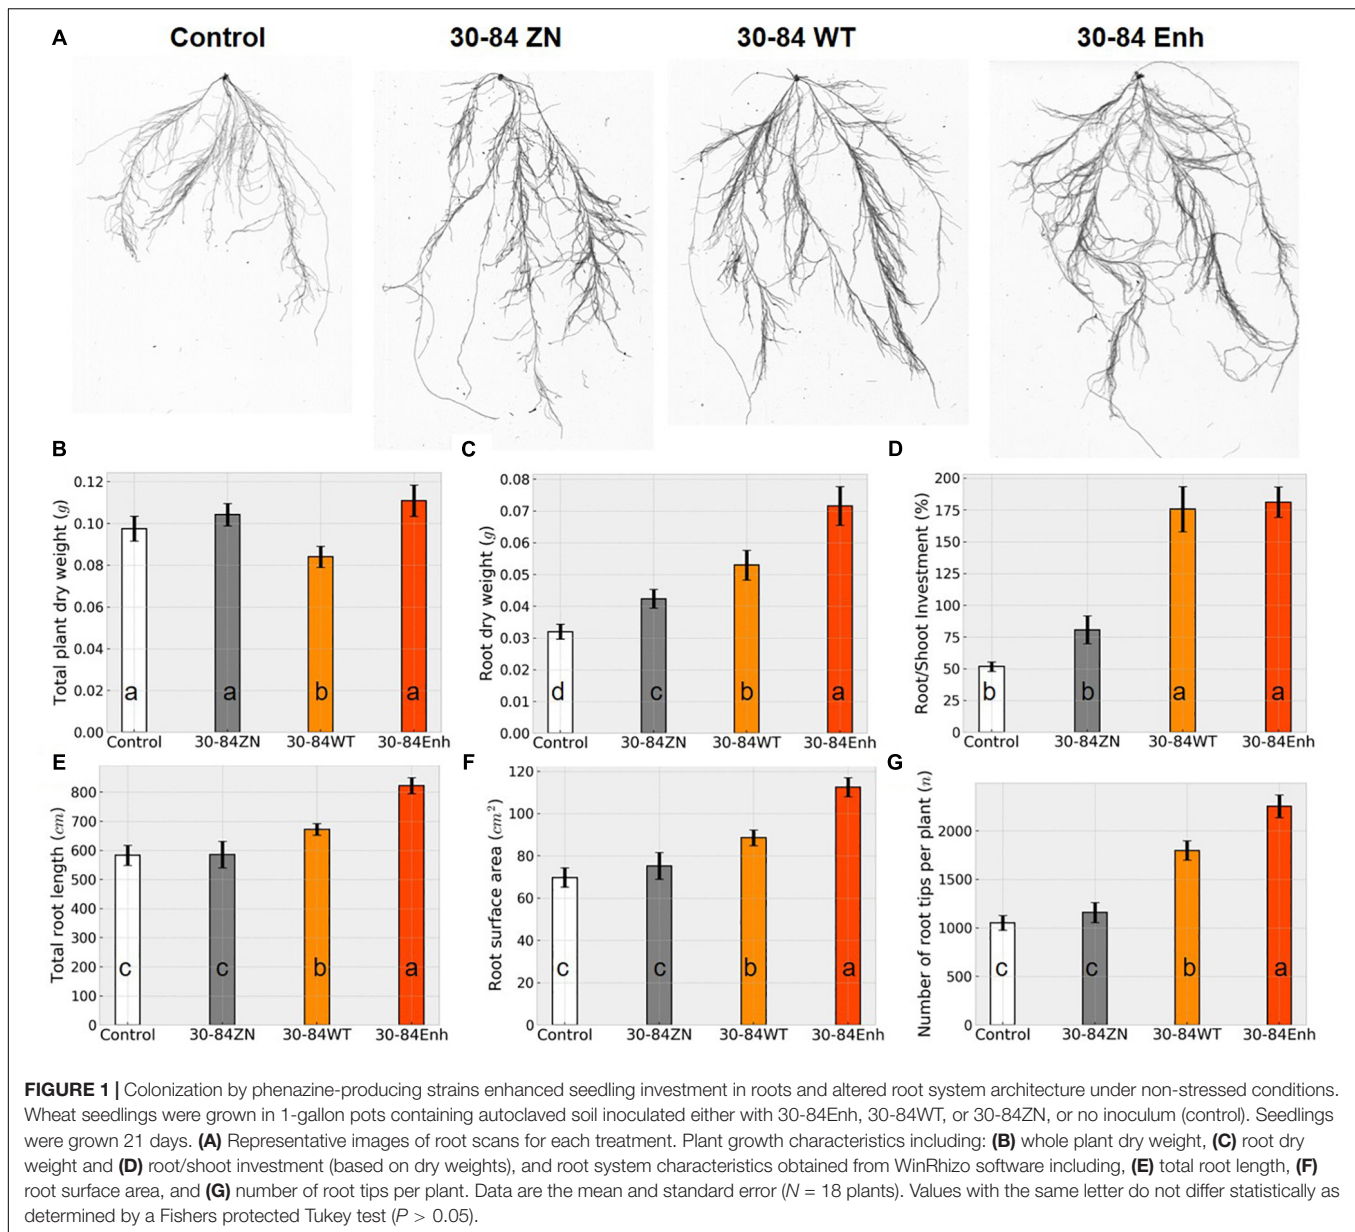 A
Control
30-84 ZN
30-84 WT
30-84 Enh
B
Total plant dry weight (g)
0.12
0.10
0.08
0.06
0.04
0.02
0.00
a
a
b
a
Control
30-84ZN
30-84WT
30-84Enh
C
Root dry weight (g)
0.08
0.07
0.06
0.05
0.04
0.03
0.02
0.01
0.00
d
c
b
a
Control
30-84ZN
30-84WT
30-84Enh
D
Root/Shoot Investment (%)
200
175
150
125
100
75
50
25
0
b
b
a
a
Control
30-84ZN
30-84WT
30-84Enh
E
Total root length (cm)
800
700
600
500
400
300
200
100
0
c
c
b
a
Control
30-84ZN
30-84WT
30-84Enh
F
Root surface area (cm²)
120
100
80
60
40
20
0
c
c
b
a
Control
30-84ZN
30-84WT
30-84Enh
G
Number of root tips per plant (n)
2000
1500
1000
500
0
c
c
b
a
Control
30-84ZN
30-84WT
30-84Enh
FIGURE 1 | Colonization by phenazine-producing strains enhanced seedling investment in roots and altered root system architecture under non-stressed conditions.
Wheat seedlings were grown in 1-gallon pots containing autoclaved soil inoculated either with 30-84Enh, 30-84WT, or 30-84ZN, or no inoculum (control). Seedlings
were grown 21 days. (A) Representative images of root scans for each treatment. Plant growth characteristics including: (B) whole plant dry weight, (C) root dry
weight and (D) root/shoot investment (based on dry weights), and root system characteristics obtained from WinRhizo software including, (E) total root length, (F)
root surface area, and (G) number of root tips per plant. Data are the mean and standard error (N = 18 plants). Values with the same letter do not differ statistically as
determined by a Fishers protected Tukey test (P > 0.05).